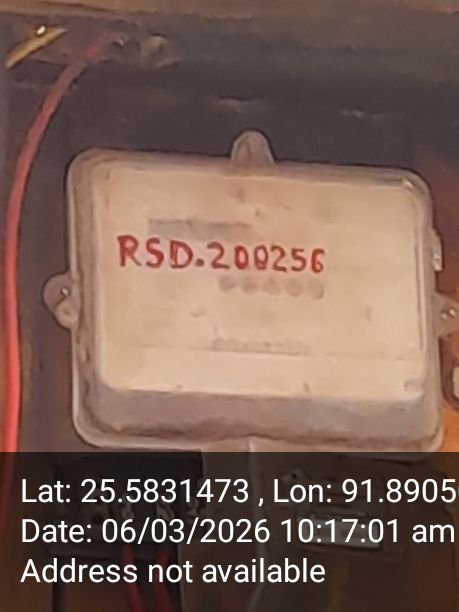 RSD.200256
Lat: 25.5831473 , Lon: 91.8905
Date: 06/03/2026 10:17:01 am
Address not available